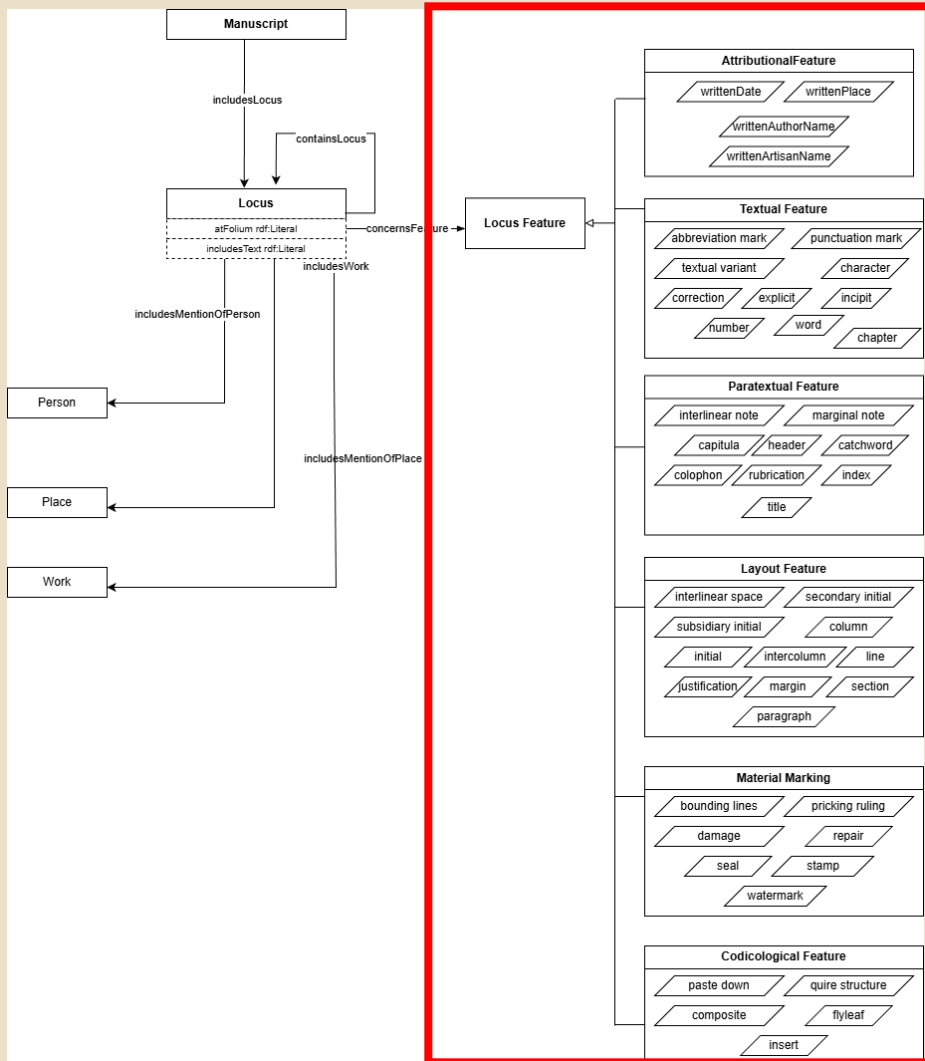 Manuscript
includesLocus
containsLocus
Locus
atFolium rdf:Literal
includesText rdf:Literal
concernsFeature
includesWork
includesMentionOfPerson
Person
includesMentionOfPlace
Place
Work
Locus Feature
AttributionalFeature
writtenDate writtenPlace
writtenAuthorName
writtenArtisanName
Textual Feature
abbreviation mark punctuation mark
textual variant character
correction explicit incipit
number word
chapter
Paratextual Feature
interlinear note marginal note
capitula header catchword
colophon rubrication index
title
Layout Feature
interlinear space secondary initial
subsidiary initial column
initial intercolumn line
justification margin section
paragraph
Material Marking
bounding lines pricking ruling
damage repair
seal stamp
watermark
Codicological Feature
paste down quire structure
composite flyleaf
insert